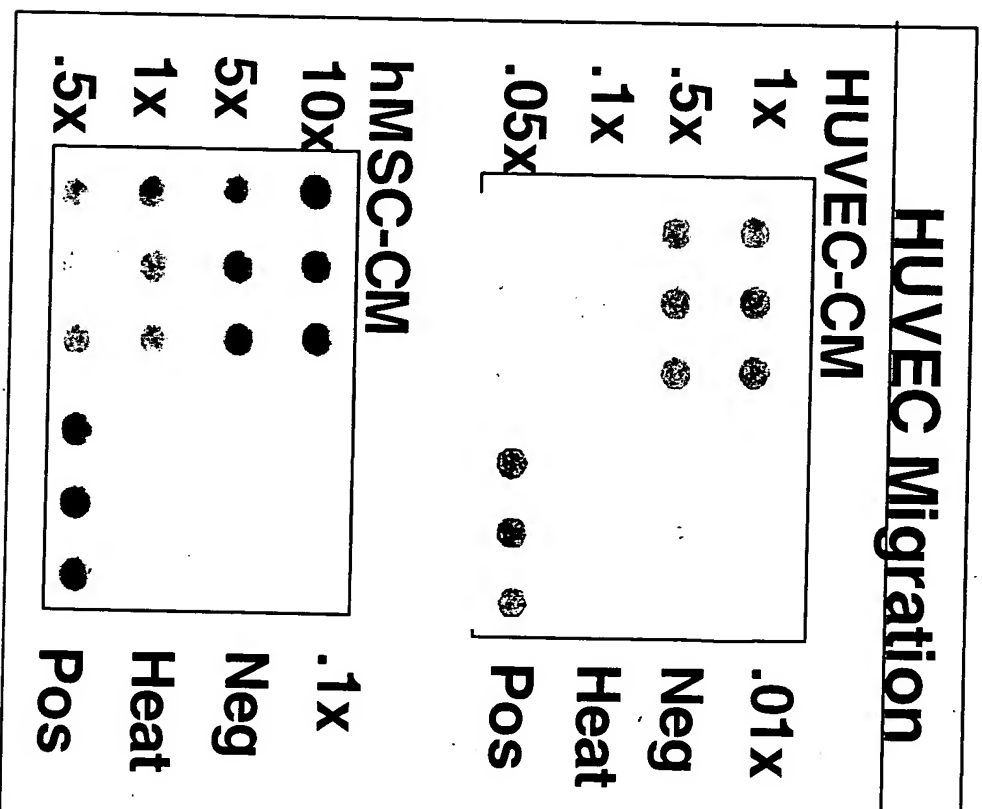 HUVEC Migration
HUVEC-CM
1x .01x
.5x Neg
.1x Heat
.05x Pos
hMSC-CM
10x .1x
5x Neg
1x Heat
.5x Pos